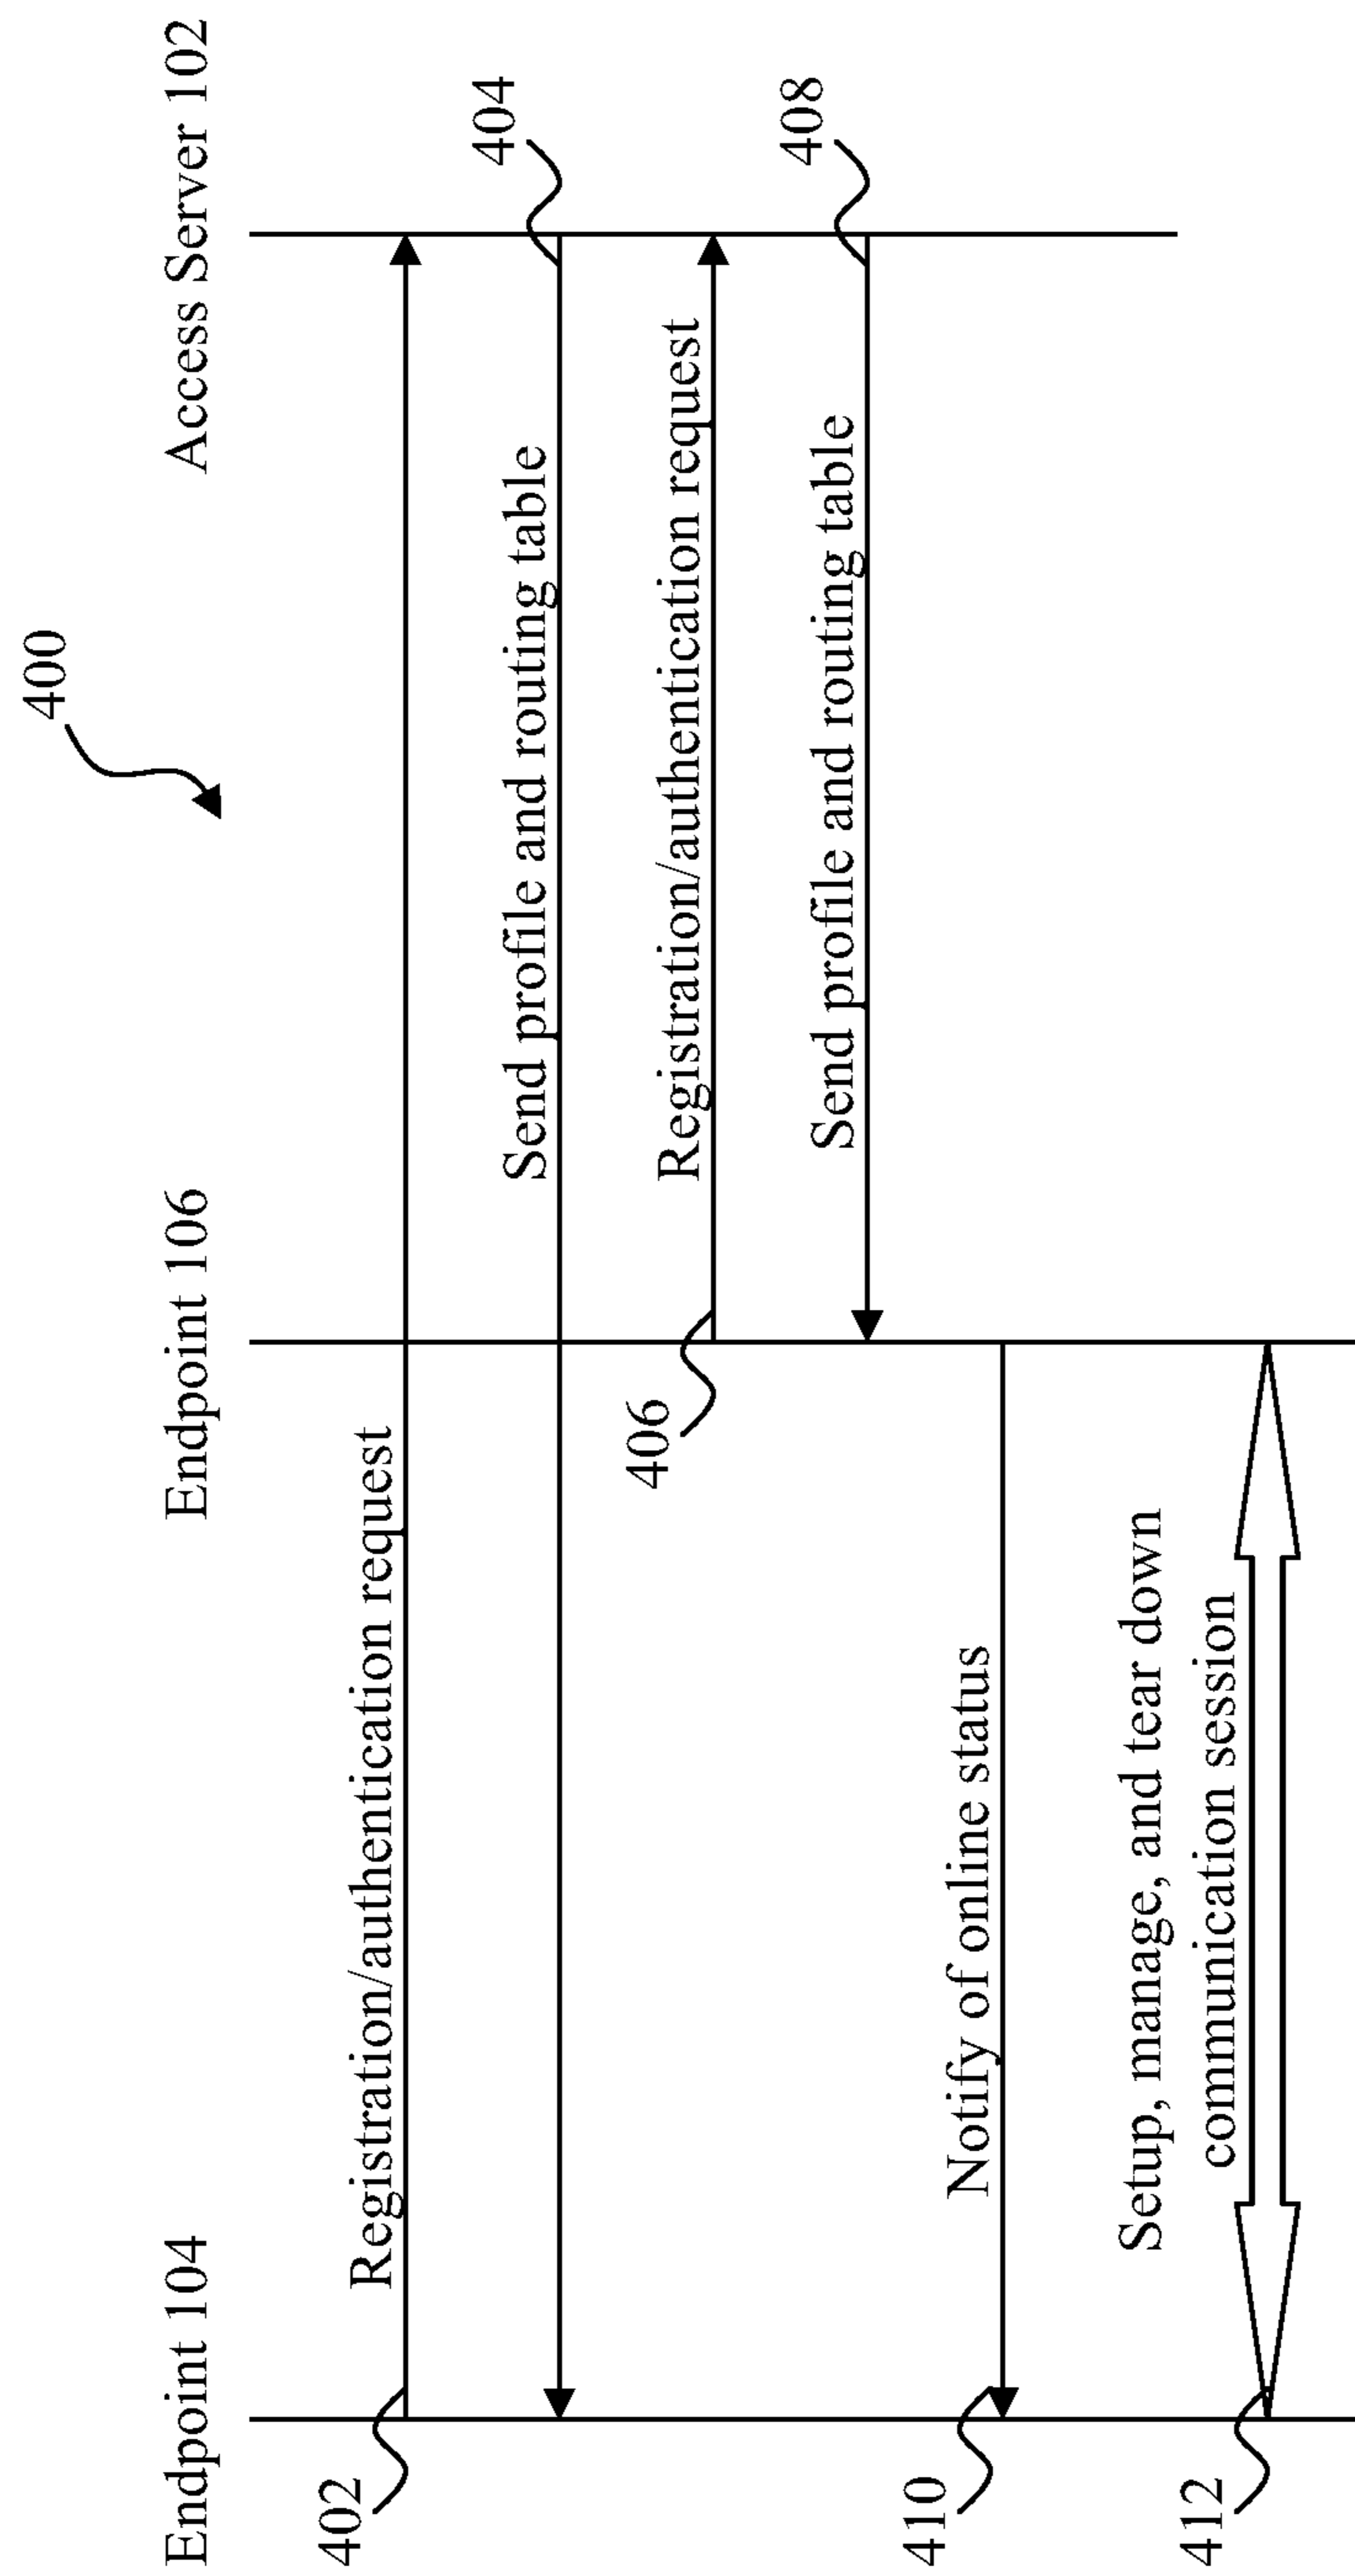 400
Endpoint 104
Endpoint 106
Access Server 102
402
Registration/authentication request
404
Send profile and routing table
406
Registration/authentication request
408
Send profile and routing table
410
Notify of online status
412
Setup, manage, and tear down
communication session